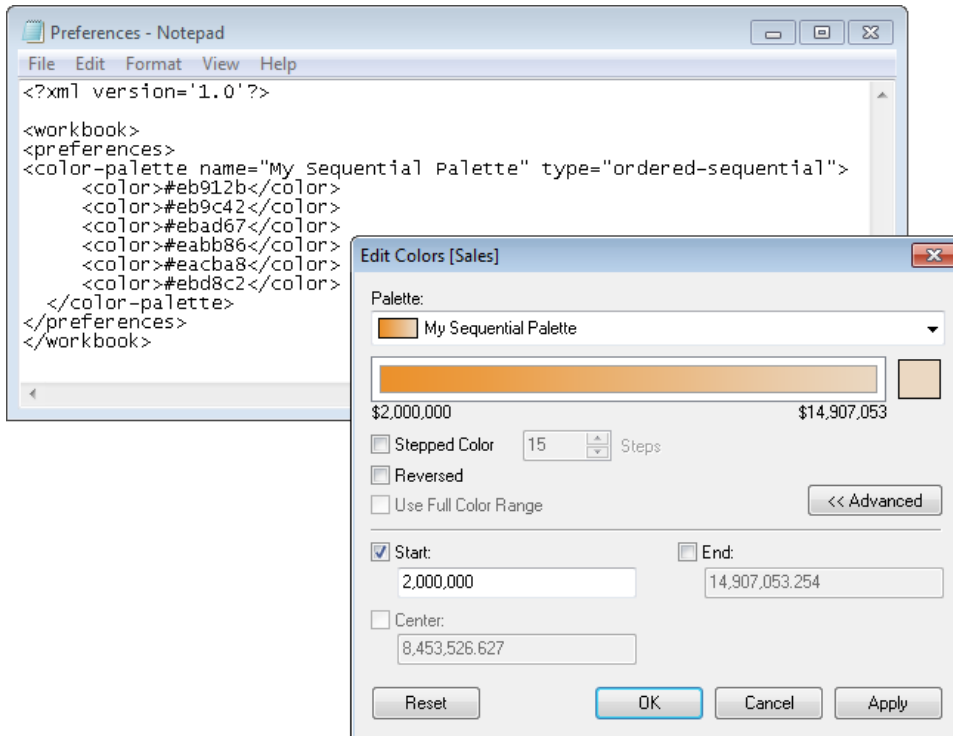 Preferences - Notepad
File Edit Format View Help
<?xml version='1.0'?>
<workbook>
<preferences>
<color-palette name="My Sequential Palette" type="ordered-sequential">
<color>#eb912b</color>
<color>#eb9c42</color>
<color>#ebad67</color>
<color>#eabb86</color>
<color>#eacba8</color>
<color>#ebd8c2</color>
</color-palette>
</preferences>
</workbook>
Edit Colors [Sales]
Palette:
My Sequential Palette
$2,000,000 $14,907,053
Stepped Color 15 Steps
Reversed
Use Full Color Range << Advanced
Start: End:
2,000,000 14,907,053.254
Center:
8,453,526.627
Reset OK Cancel Apply